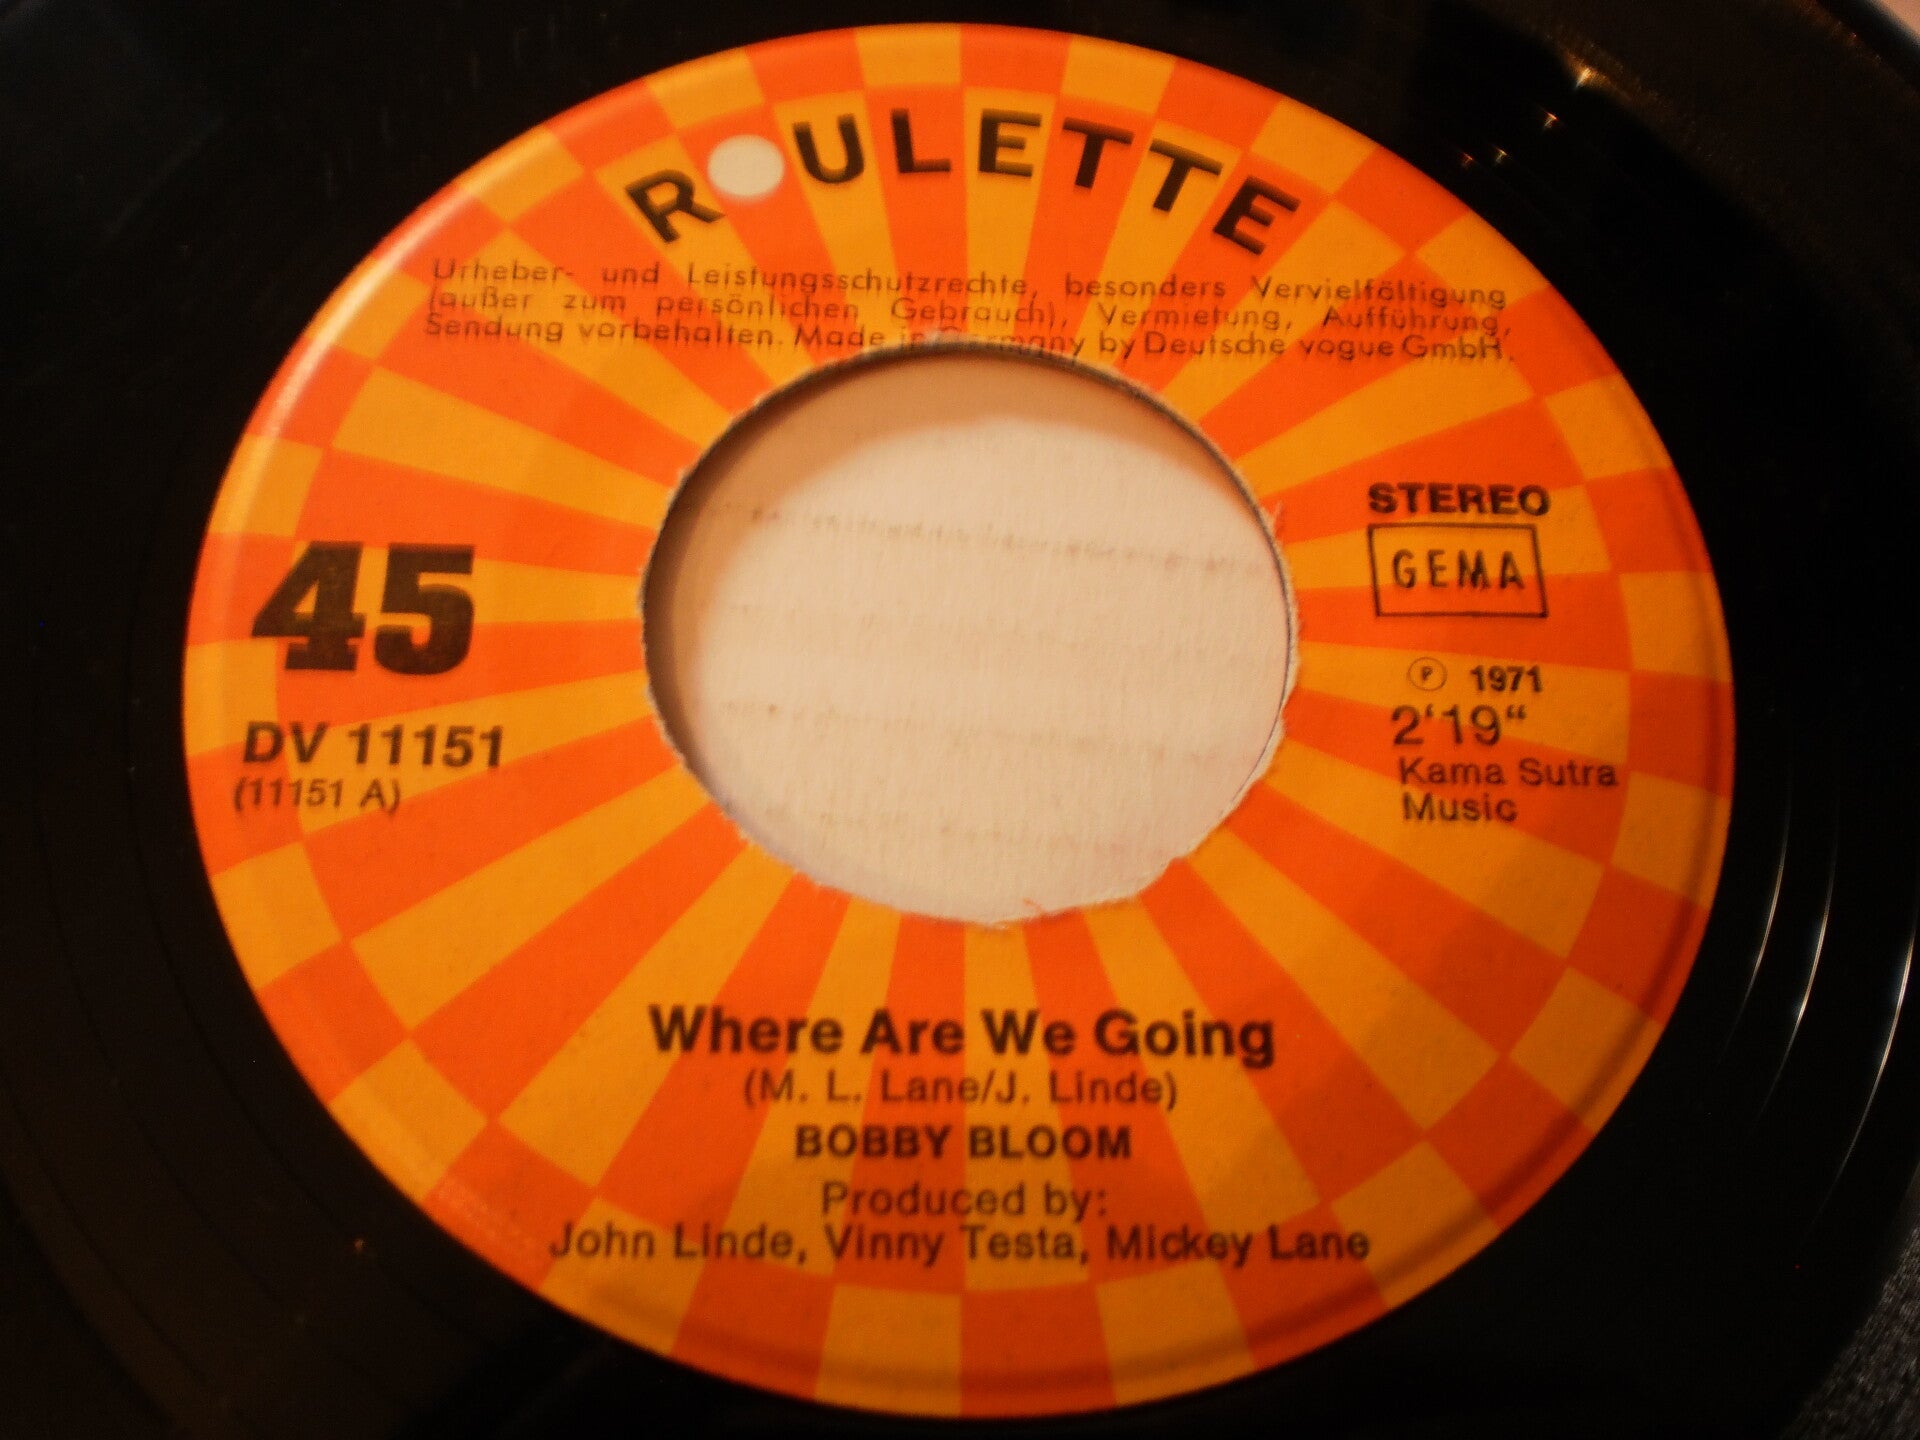 ROULETTE
Urheber- und Leistungsschutzrechte, besonders Vervielfältigung
(außer zum persönlichen Gebrauch), Vermietung, Aufführung,
Sendung vorbehalten. Made in Germany by Deutsche vogue GmbH.
STEREO
GEMA
45
Ⓟ 1971
2'19"
DV 11151
Kama Sutra
(11151 A)
Music
Where Are We Going
(M. L. Lane/J. Linde)
BOBBY BLOOM
Produced by:
John Linde, Vinny Testa, Mickey Lane